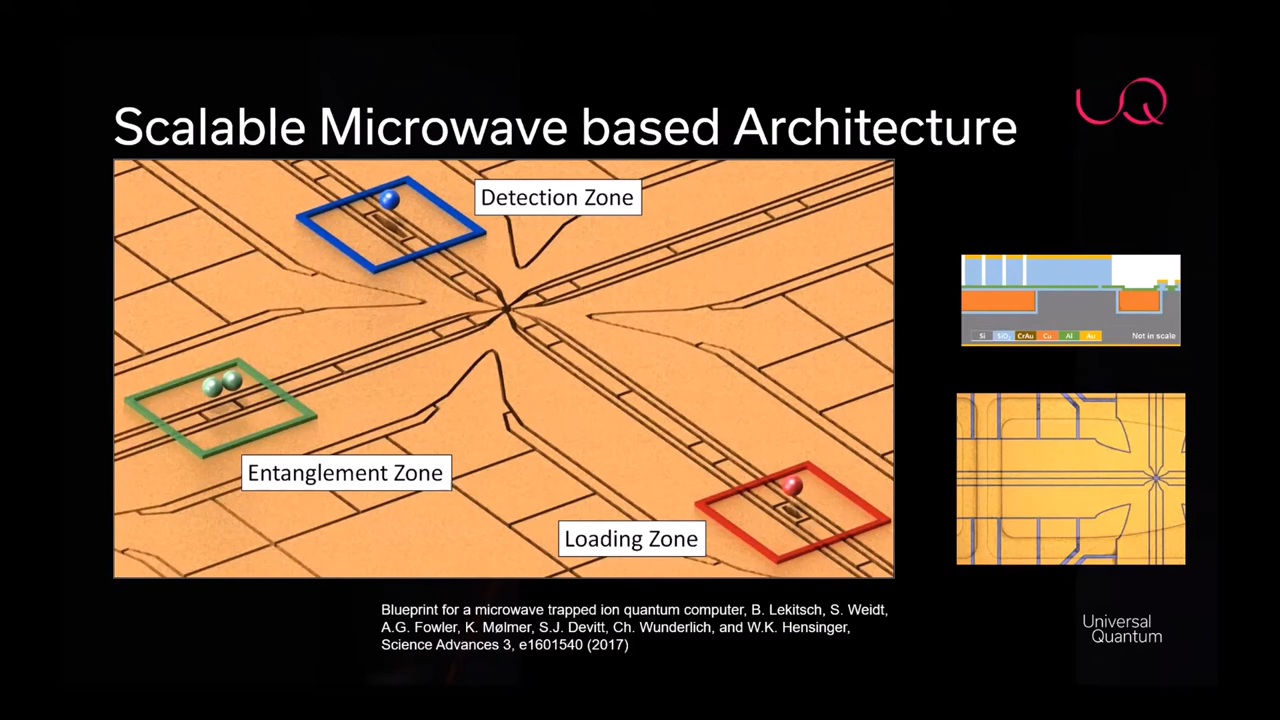 Scalable Microwave based Architecture
UQ
Detection Zone
Entanglement Zone
Loading Zone
Si SiO₂ CrAu Cu Al Au Not in scale
Blueprint for a microwave trapped ion quantum computer, B. Lekitsch, S. Weidt,
A.G. Fowler, K. Mølmer, S.J. Devitt, Ch. Wunderlich, and W.K. Hensinger,
Science Advances 3, e1601540 (2017)
Universal
Quantum